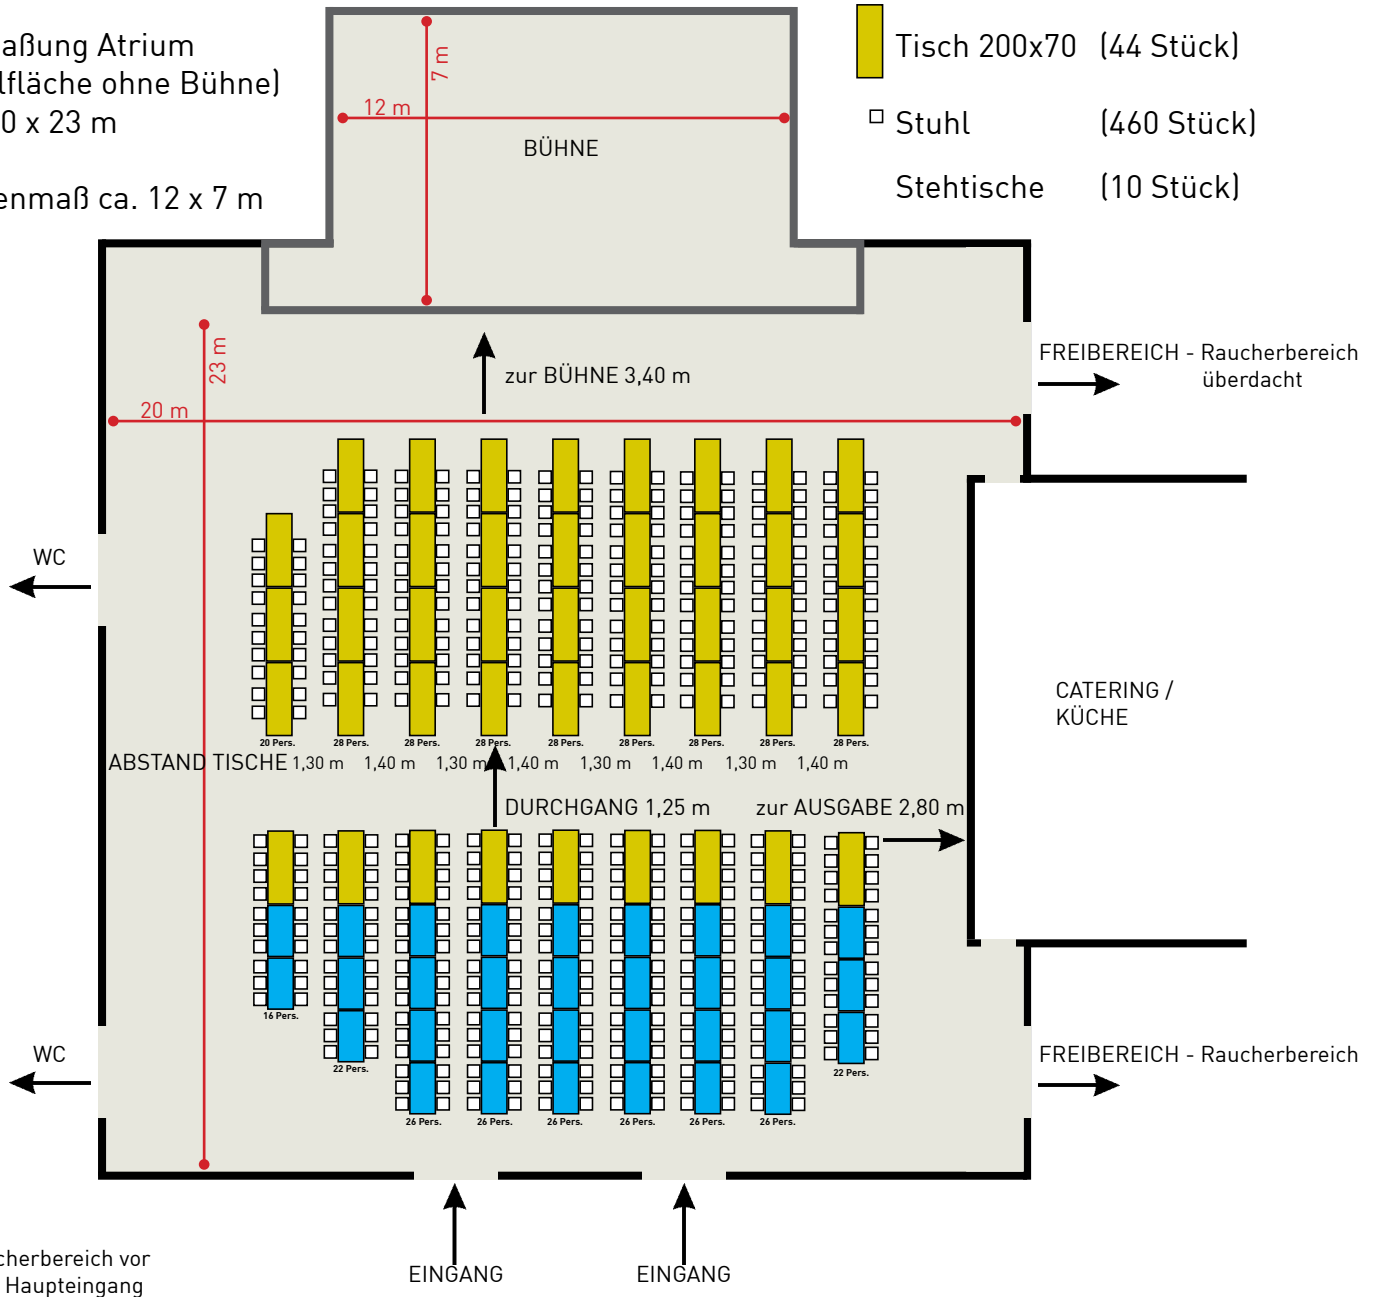 aßung Atrium
lfläche ohne Bühne)
0 x 23 m
enmaß ca. 12 x 7 m
7 m
12 m
BÜHNE
Tisch 200x70 (44 Stück)
Stuhl (460 Stück)
Stehtische (10 Stück)
23 m
zur BÜHNE 3,40 m
20 m
FREIBEREICH - Raucherbereich
überdacht
WC
CATERING /
KÜCHE
20 Pers. 28 Pers. 28 Pers. 28 Pers. 28 Pers. 28 Pers. 28 Pers. 28 Pers. 28 Pers.
ABSTAND TISCHE 1,30 m 1,40 m 1,30 m 1,40 m 1,30 m 1,40 m 1,30 m 1,40 m
DURCHGANG 1,25 m
zur AUSGABE 2,80 m
16 Pers.
22 Pers.
26 Pers. 26 Pers. 26 Pers. 26 Pers. 26 Pers. 26 Pers.
22 Pers.
WC
FREIBEREICH - Raucherbereich
EINGANG
EINGANG
cherbereich vor
Haupteingang